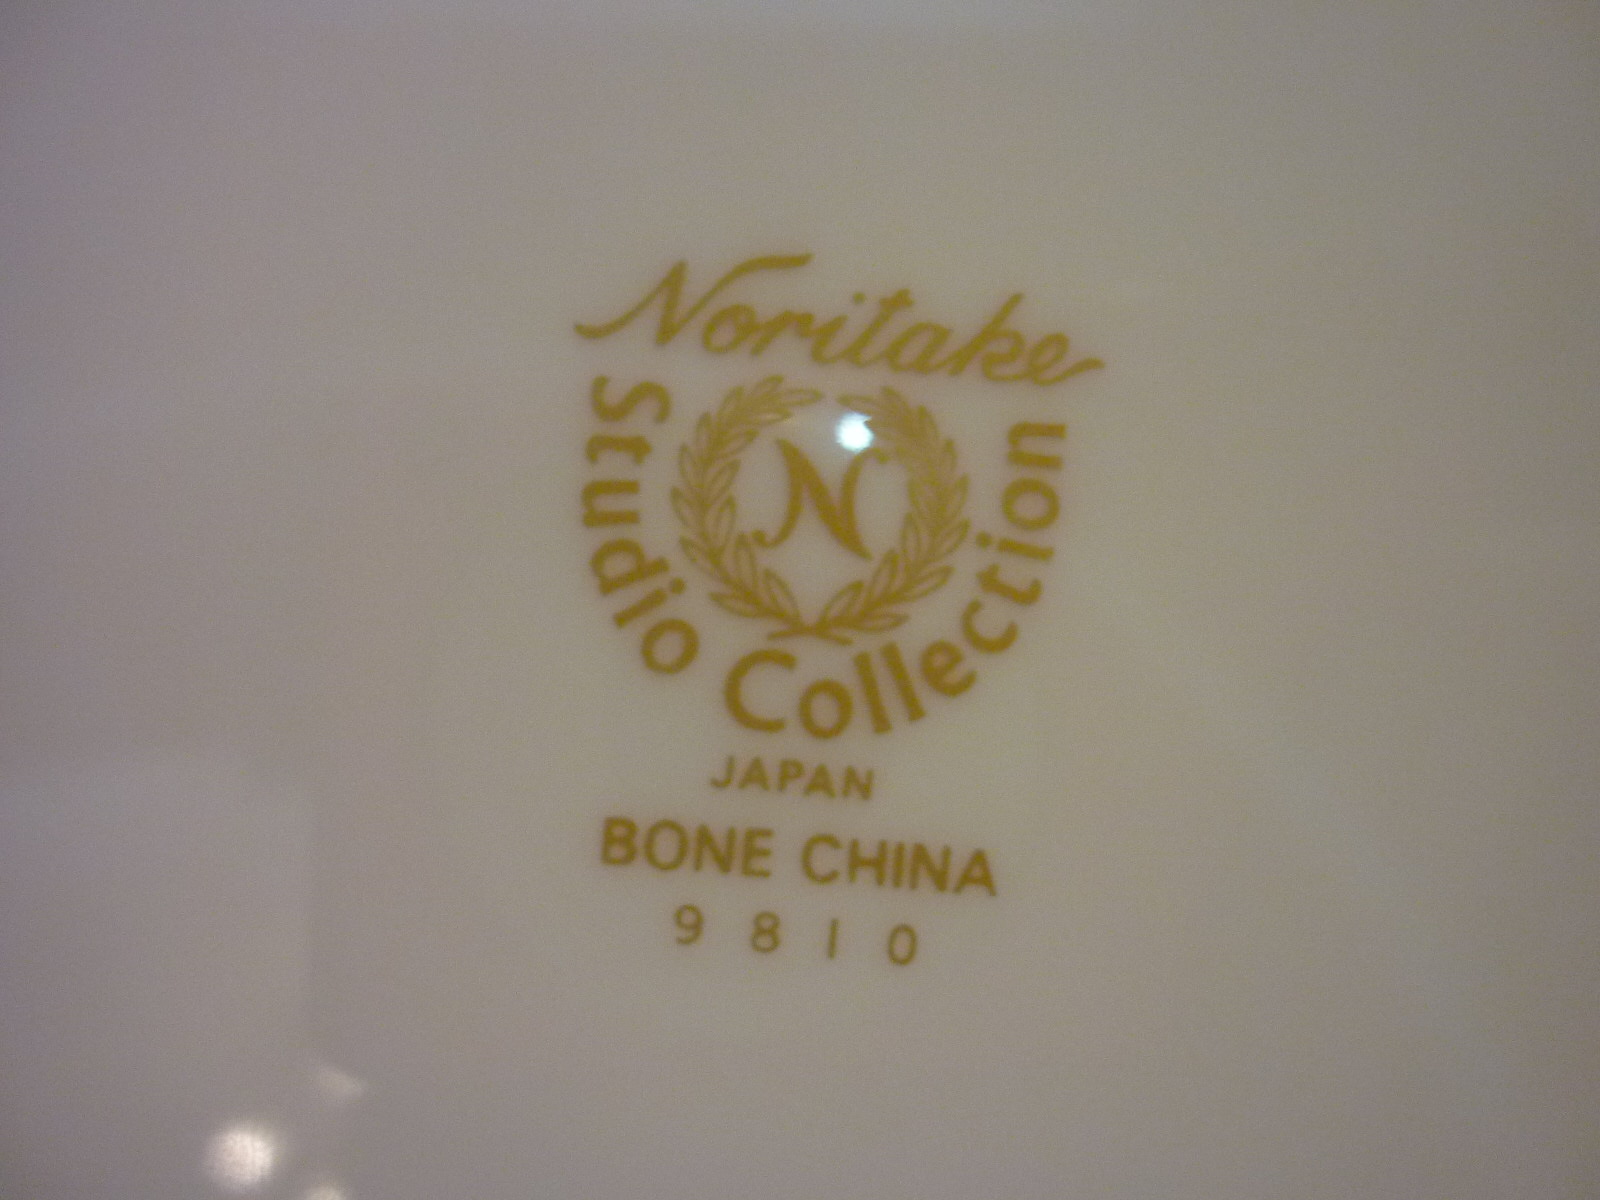 Noritake
Studio Collection
N
JAPAN
BONE CHINA
9810